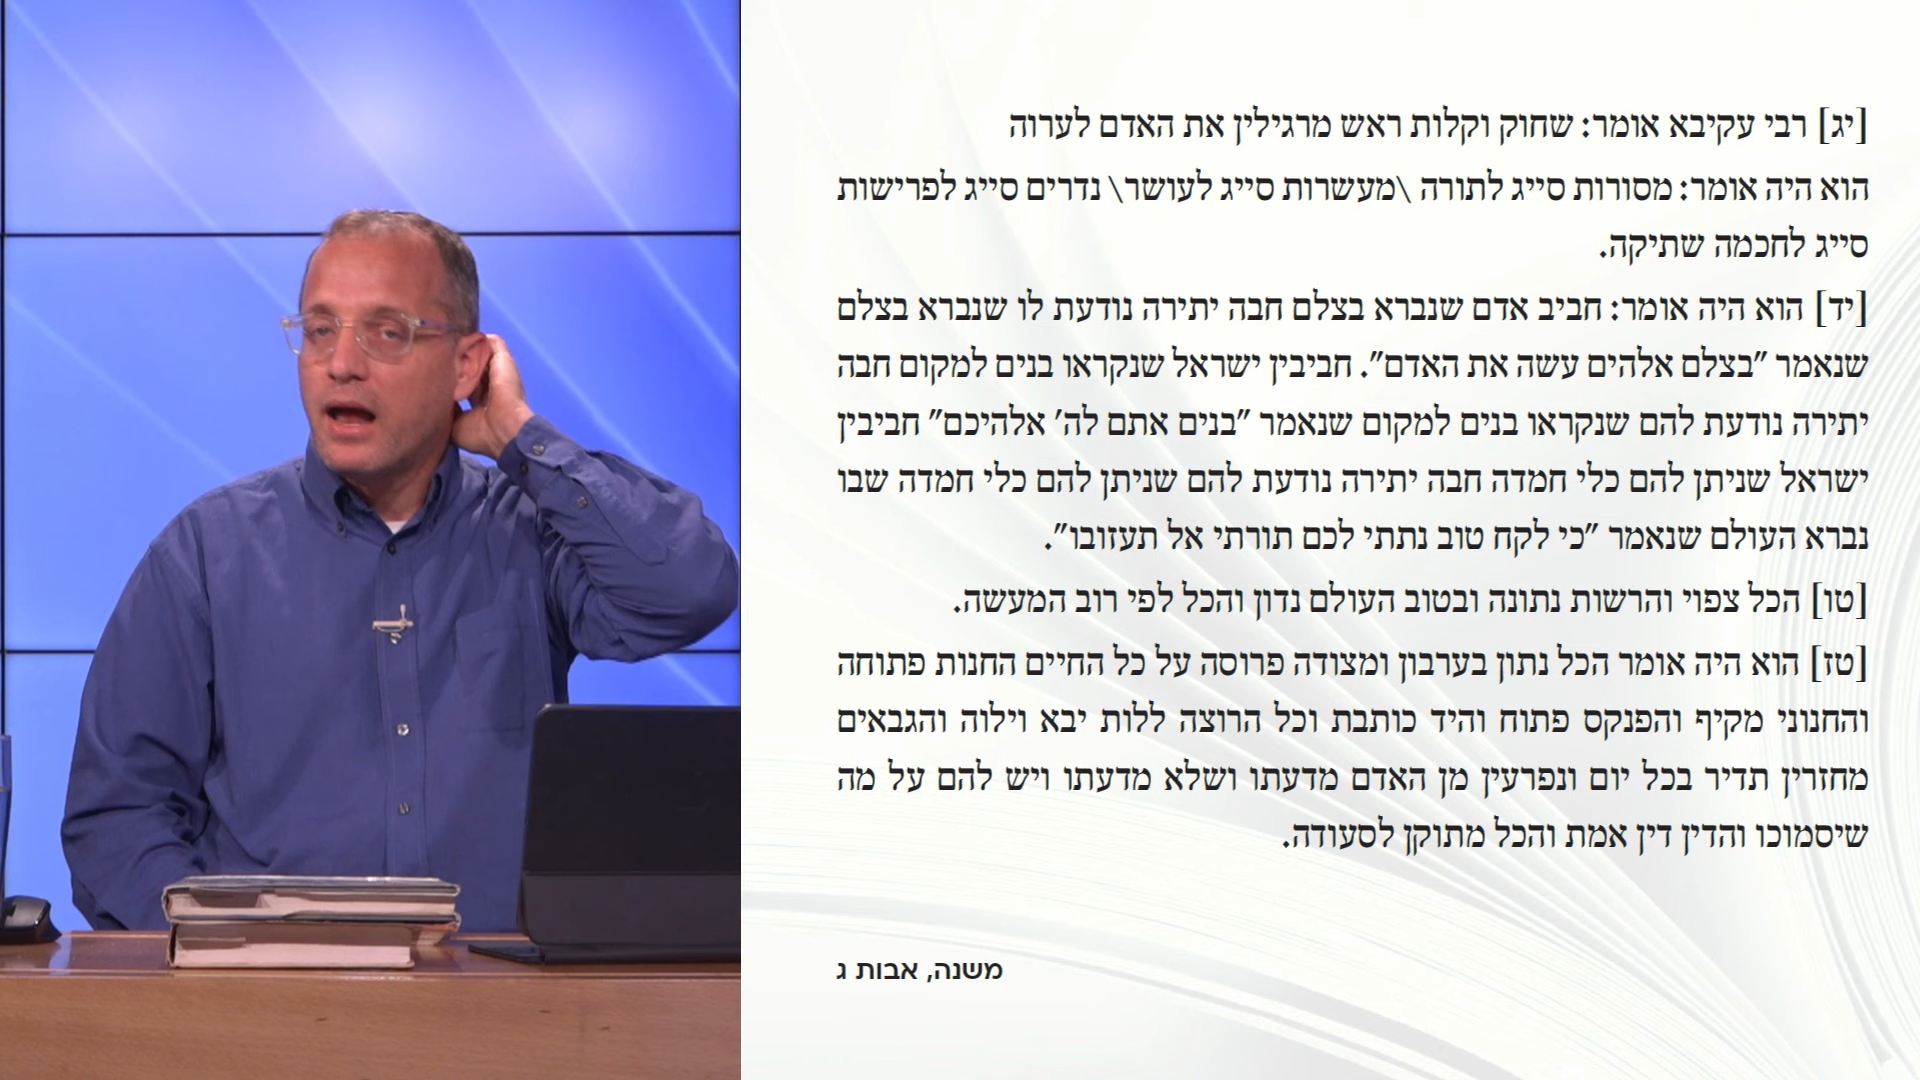 [יג] רבי עקיבא אומר: שחוק וקלות ראש מרגילין את האדם לערוה
הוא היה אומר: מסורות סייג לתורה \מעשרות סייג לעושר\ נדרים סייג לפרישות
סייג לחכמה שתיקה.
[יד] הוא היה אומר: חביב אדם שנברא בצלם חבה יתירה נודעת לו שנברא בצלם
שנאמר "בצלם אלהים עשה את האדם". חביבין ישראל שנקראו בנים למקום חבה
יתירה נודעת להם שנקראו בנים למקום שנאמר "בנים אתם לה' אלהיכם" חביבין
ישראל שניתן להם כלי חמדה חבה יתירה נודעת להם שניתן להם כלי חמדה שבו
נברא העולם שנאמר "כי לקח טוב נתתי לכם תורתי אל תעזובו".
[טו] הכל צפוי והרשות נתונה ובטוב העולם נדון והכל לפי רוב המעשה.
[טז] הוא היה אומר הכל נתון בערבון ומצודה פרוסה על כל החיים החנות פתוחה
והחנוני מקיף והפנקס פתוח והיד כותבת וכל הרוצה ללות יבא וילוה והגבאים
מחזרין תדיר בכל יום ונפרעין מן האדם מדעתו ושלא מדעתו ויש להם על מה
שיסמוכו והדין דין אמת והכל מתוקן לסעודה.
משנה, אבות ג